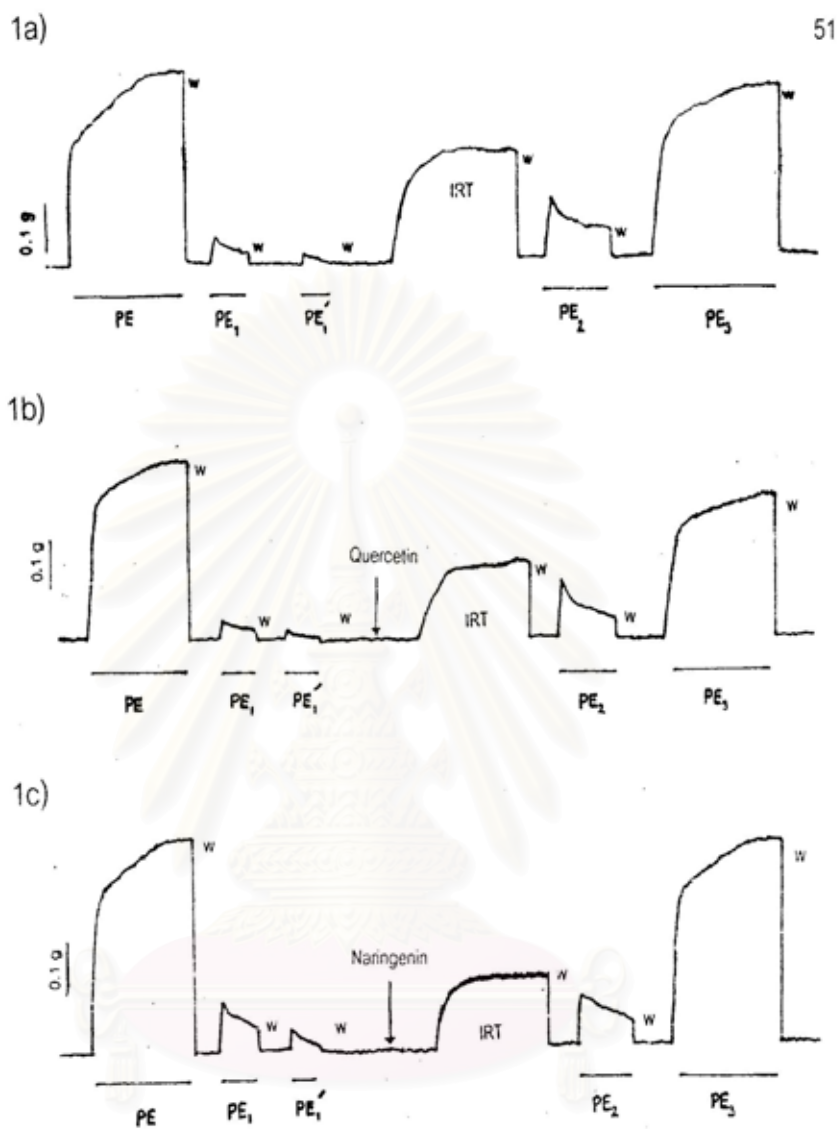 1a)
51
w
w
w
w
w
w
IRT
0.1 g
PE
PE₁
PE₁′
PE₂
PE₃
1b)
w
w
w
w
w
w
Quercetin
IRT
0.1 g
PE
PE₁
PE₁′
PE₂
PE₃
1c)
w
w
w
w
w
w
Naringenin
IRT
0.1 g
PE
PE₁
PE₁′
PE₂
PE₃